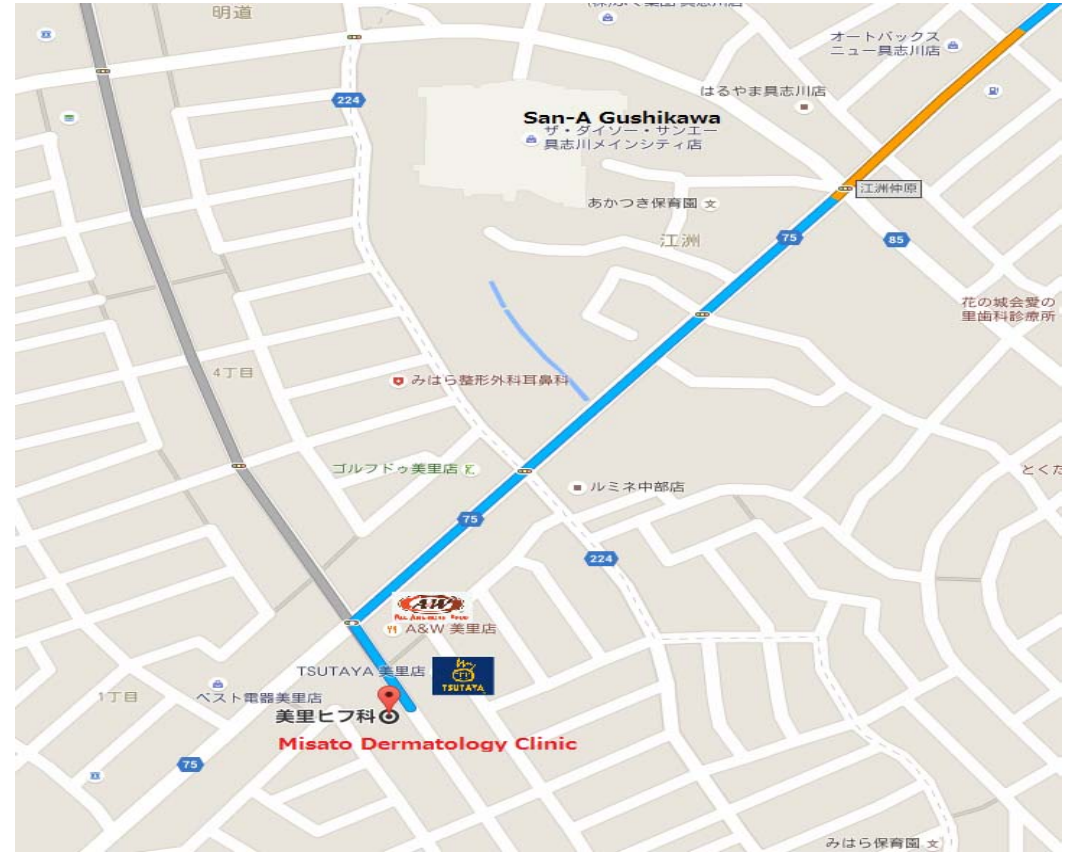 明道
オートバックス
ニュー具志川店
224
はるやま具志川店
San-A Gushikawa
ザ・ダイソー・サンエー
具志川メインシティ店
江洲仲原
あかつき保育園
文
江洲
75
85
花の城会愛の
里歯科診療所
4丁目
みはら整形外科耳鼻科
ゴルフドゥ美里店
とくだ
ルミネ中部店
75
224
A&W
A&W 美里店
TSUTAYA 美里店
TSUTAYA
1丁目
ベスト電器美里店
美里ヒフ科
Misato Dermatology Clinic
75
みはら保育園
文